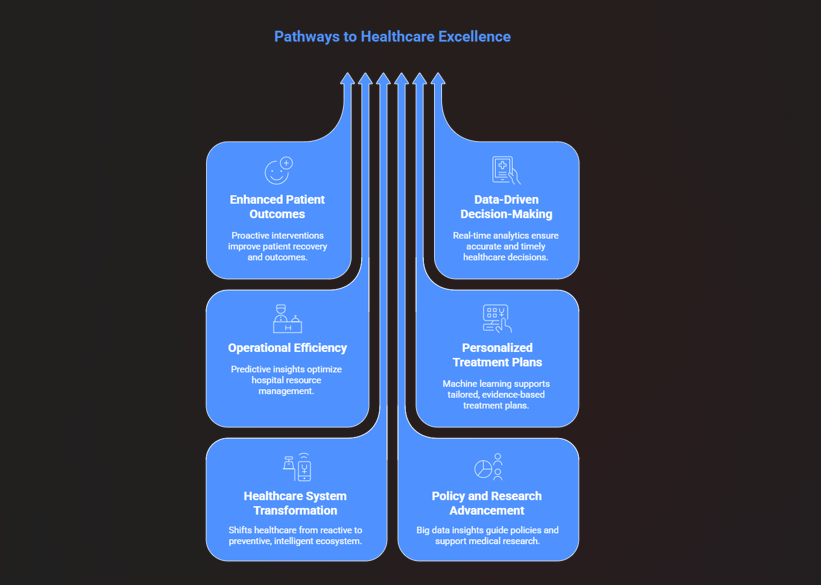 Pathways to Healthcare Excellence
Enhanced Patient
Outcomes
Proactive interventions
improve patient recovery
and outcomes.
Data-Driven
Decision-Making
Real-time analytics ensure
accurate and timely
healthcare decisions.
Operational Efficiency
Predictive insights optimize
hospital resource
management.
Personalized
Treatment Plans
Machine learning supports
tailored, evidence-based
treatment plans.
Healthcare System
Transformation
Shifts healthcare from reactive to
preventive, intelligent ecosystem.
Policy and Research
Advancement
Big data insights guide policies and
support medical research.